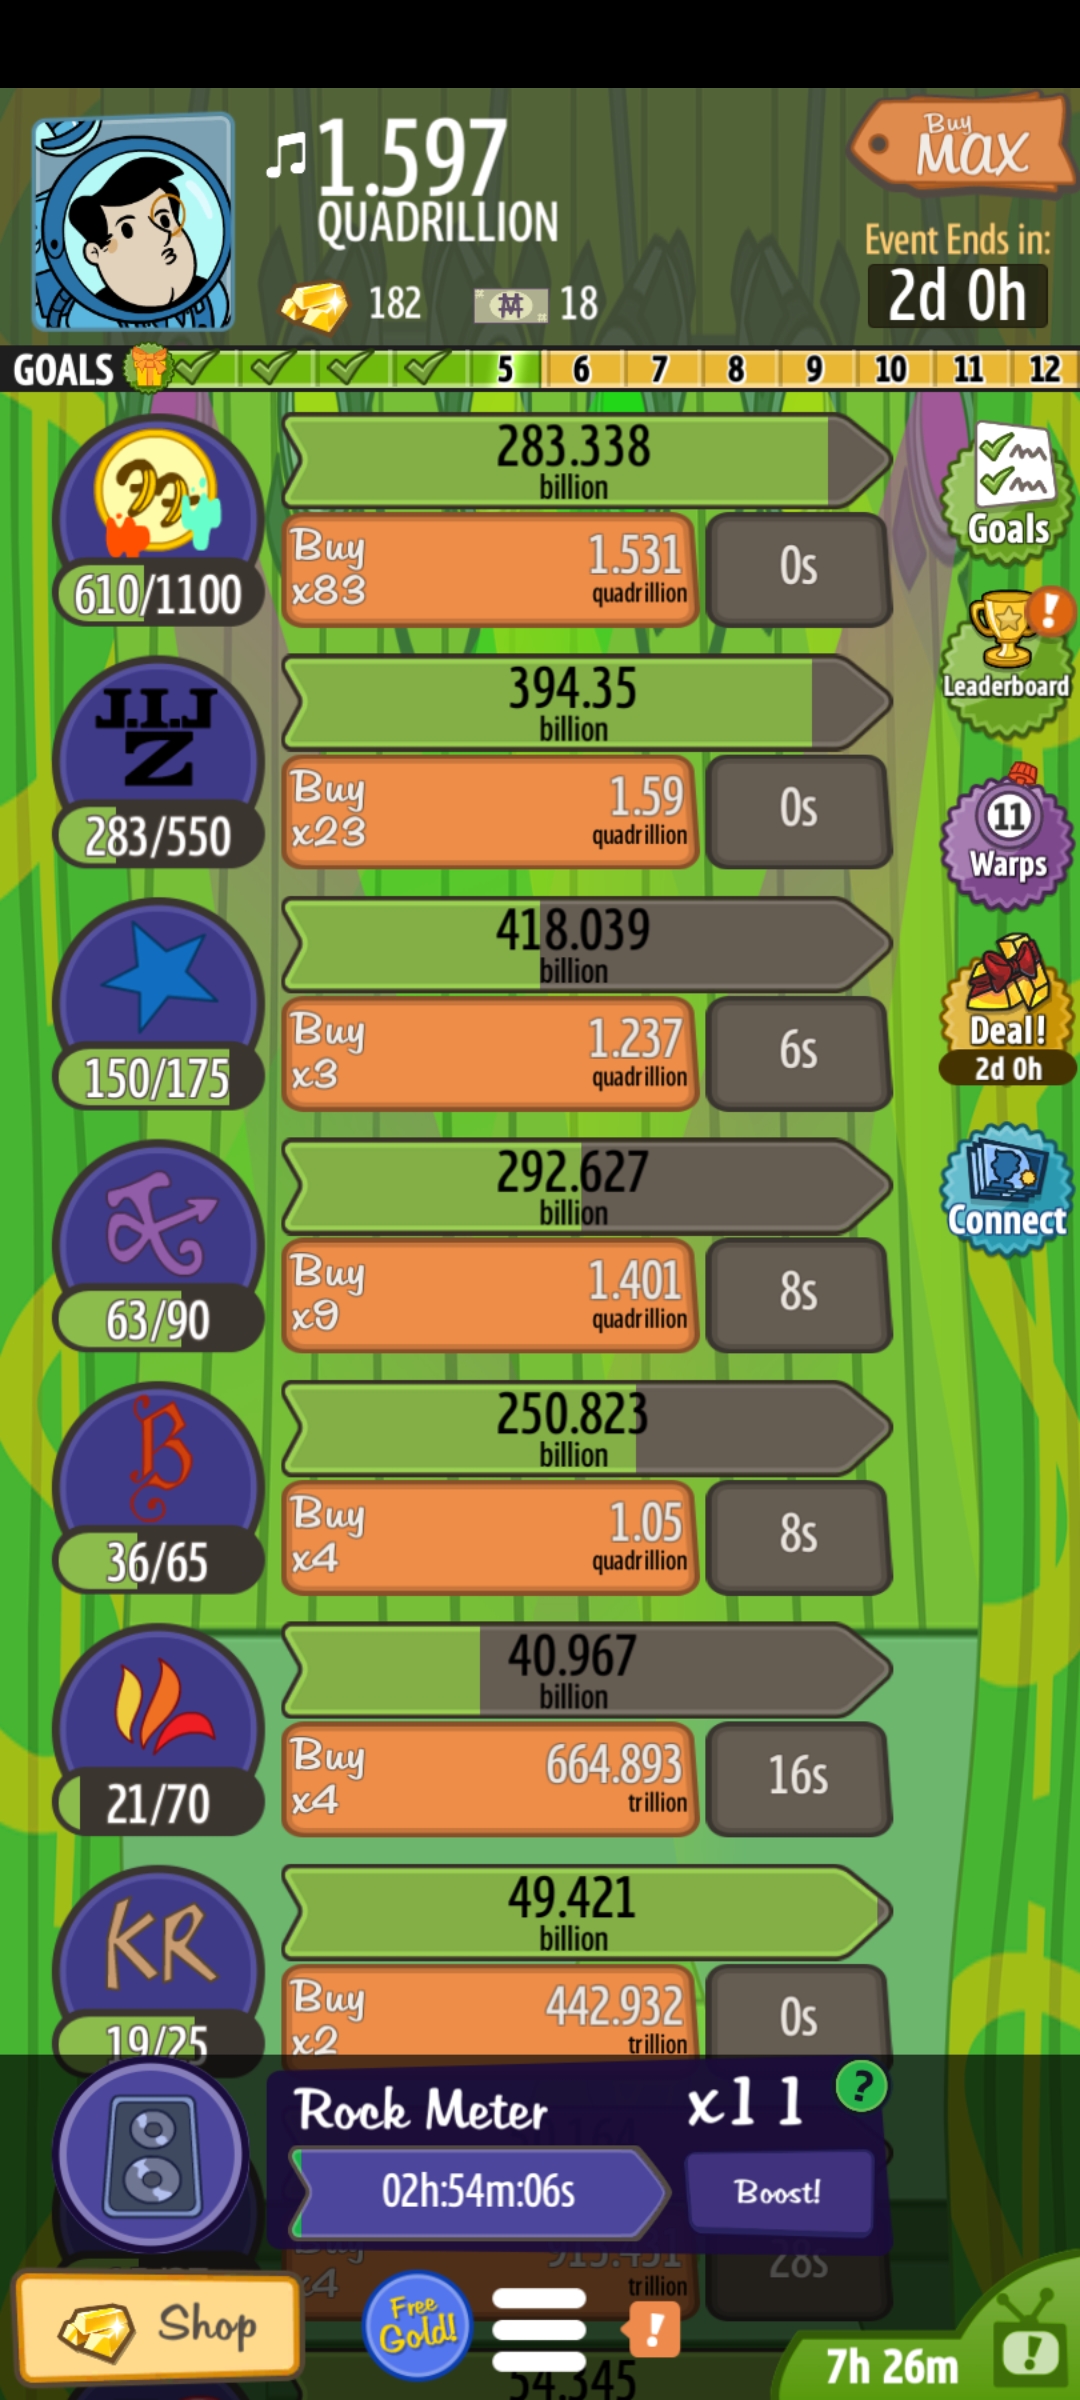 1.597
QUADRILLION
182
18
Buy
MAX
Event Ends in:
2d 0h
GOALS 5 6 7 8 9 10 11 12
283.338
billion
610/1100
Buy
x83
1.531
quadrillion
0s
Goals
J.I.J
Z
394.35
billion
283/550
Buy
x23
1.59
quadrillion
0s
!
Leaderboard
11
Warps
418.039
billion
150/175
Buy
x3
1.237
quadrillion
6s
Deal!
2d 0h
292.627
billion
63/90
Buy
x9
1.401
quadrillion
8s
Connect
B
250.823
billion
36/65
Buy
x4
1.05
quadrillion
8s
40.967
billion
21/70
Buy
x4
664.893
trillion
16s
KR
49.421
billion
19/25
Buy
x2
442.932
trillion
0s
Rock Meter
x11
?
02h:54m:06s
Boost!
Buy
x4
913.431
trillion
28s
Shop
Free
Gold!
!
54.345
7h 26m
!